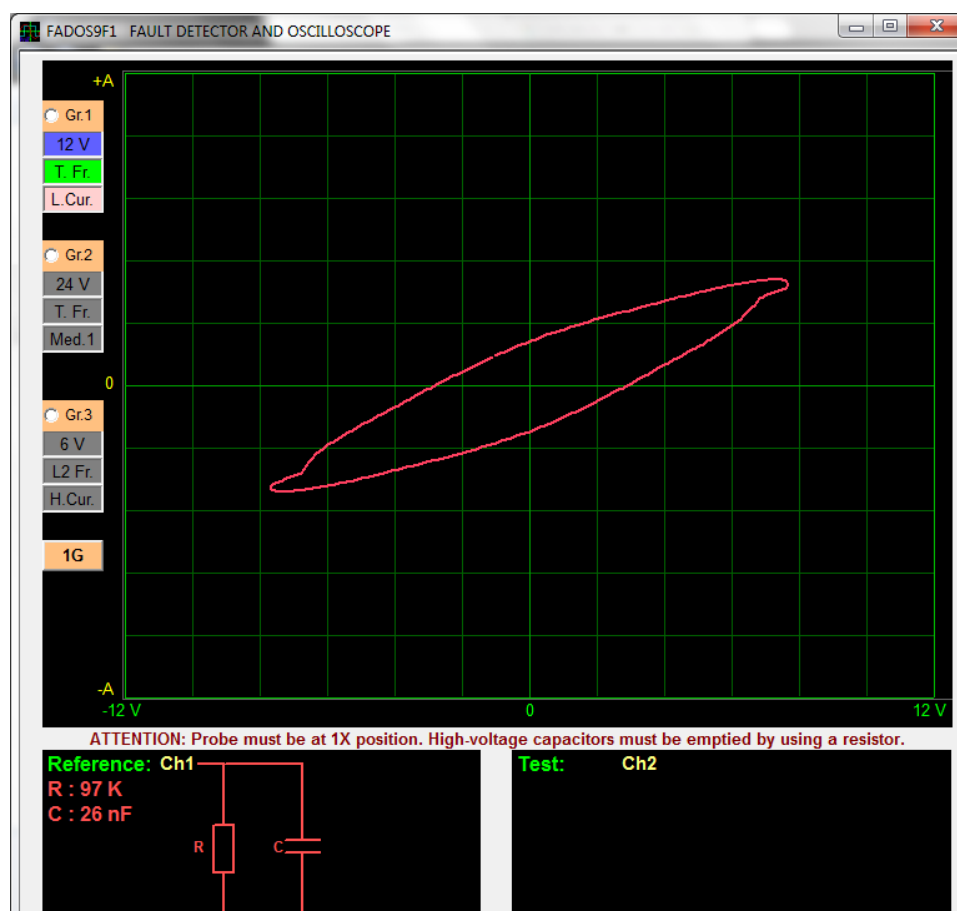 FADOS9F1 FAULT DETECTOR AND OSCILLOSCOPE
+A
Gr.1
12 V
T. Fr.
L.Cur.
Gr.2
24 V
T. Fr.
Med.1
0
Gr.3
6 V
L2 Fr.
H.Cur.
1G
-A
-12 V 0 12 V
ATTENTION: Probe must be at 1X position. High-voltage capacitors must be emptied by using a resistor.
Reference: Ch1
R : 97 K
C : 26 nF
R C
Test: Ch2